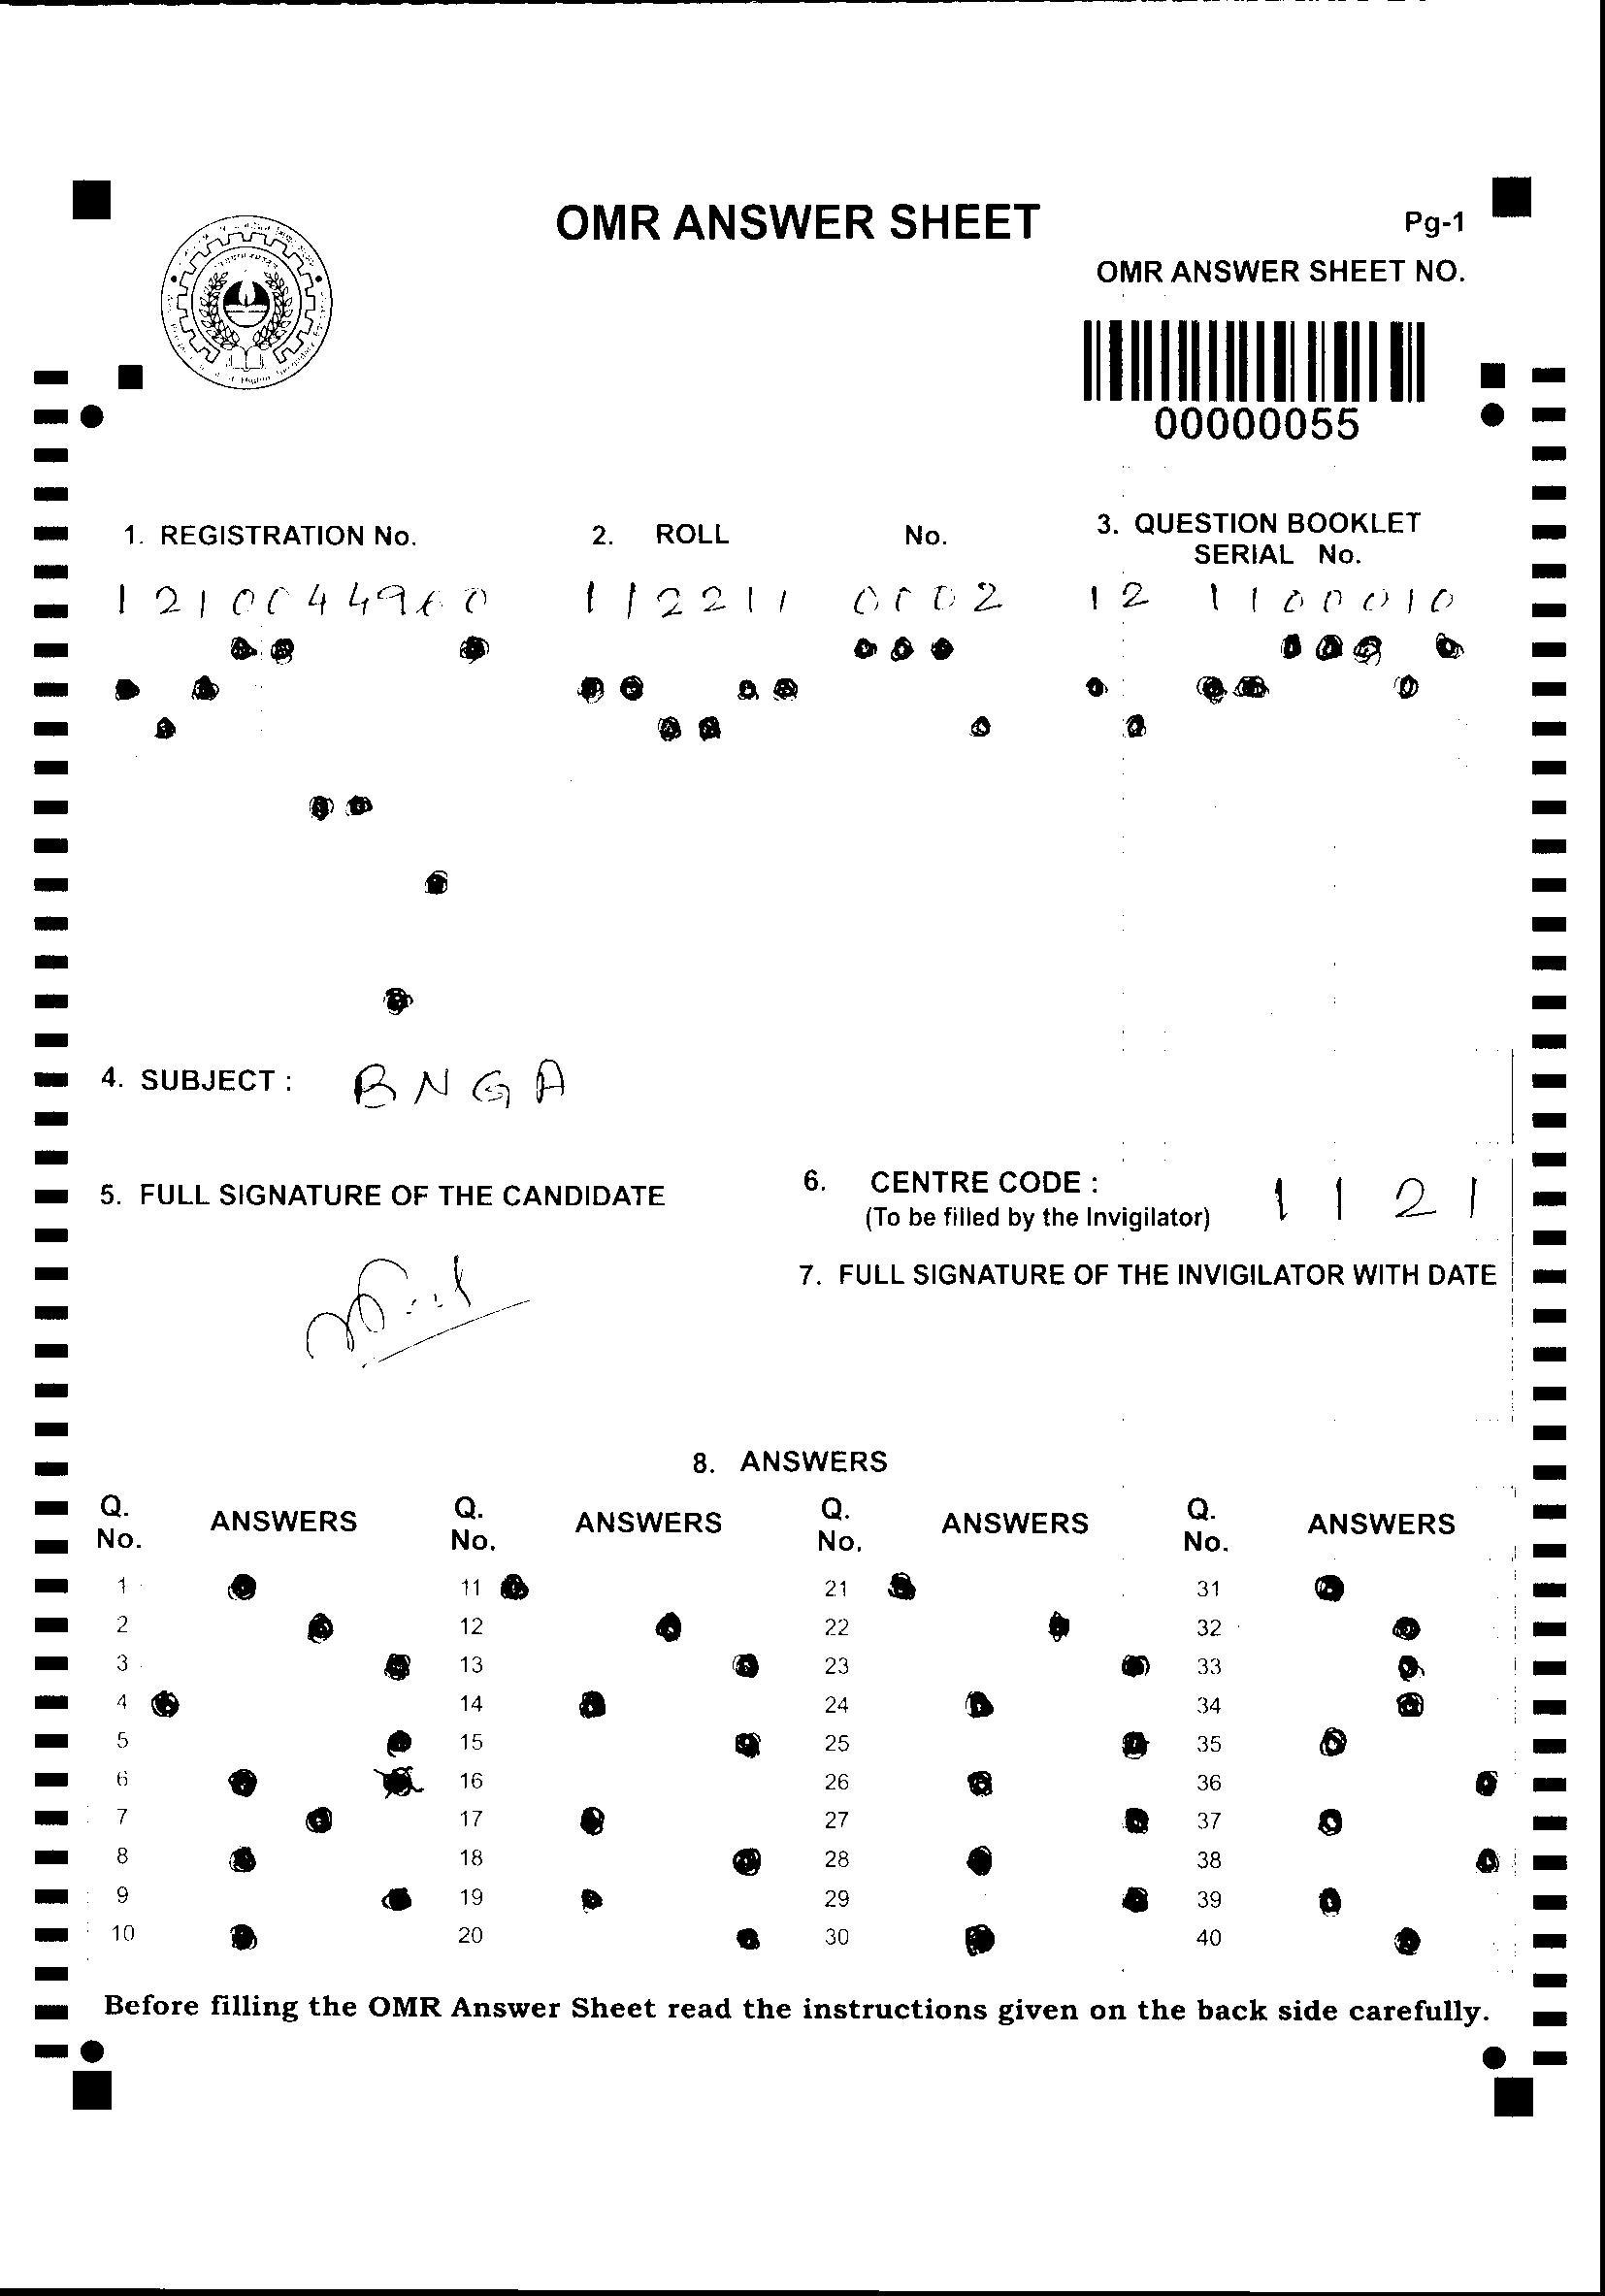 OMR ANSWER SHEET
Pg-1
OMR ANSWER SHEET NO.
00000055
1. REGISTRATION No.
2. ROLL No.
3. QUESTION BOOKLET
SERIAL No.
1210044960
112211 0002
12 1100010
4. SUBJECT : BNGA
5. FULL SIGNATURE OF THE CANDIDATE
6. CENTRE CODE : 1121
(To be filled by the Invigilator)
7. FULL SIGNATURE OF THE INVIGILATOR WITH DATE
8. ANSWERS
Q. No. ANSWERS Q. No. ANSWERS Q. No. ANSWERS Q. No. ANSWERS
1 11 21 31
2 12 22 32
3 13 23 33
4 14 24 34
5 15 25 35
6 16 26 36
7 17 27 37
8 18 28 38
9 19 29 39
10 20 30 40
Before filling the OMR Answer Sheet read the instructions given on the back side carefully.